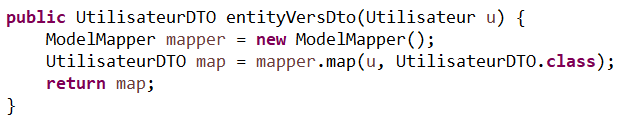 public UtilisateurDTO entityVersDto(Utilisateur u) {
    ModelMapper mapper = new ModelMapper();
    UtilisateurDTO map = mapper.map(u, UtilisateurDTO.class);
    return map;
}